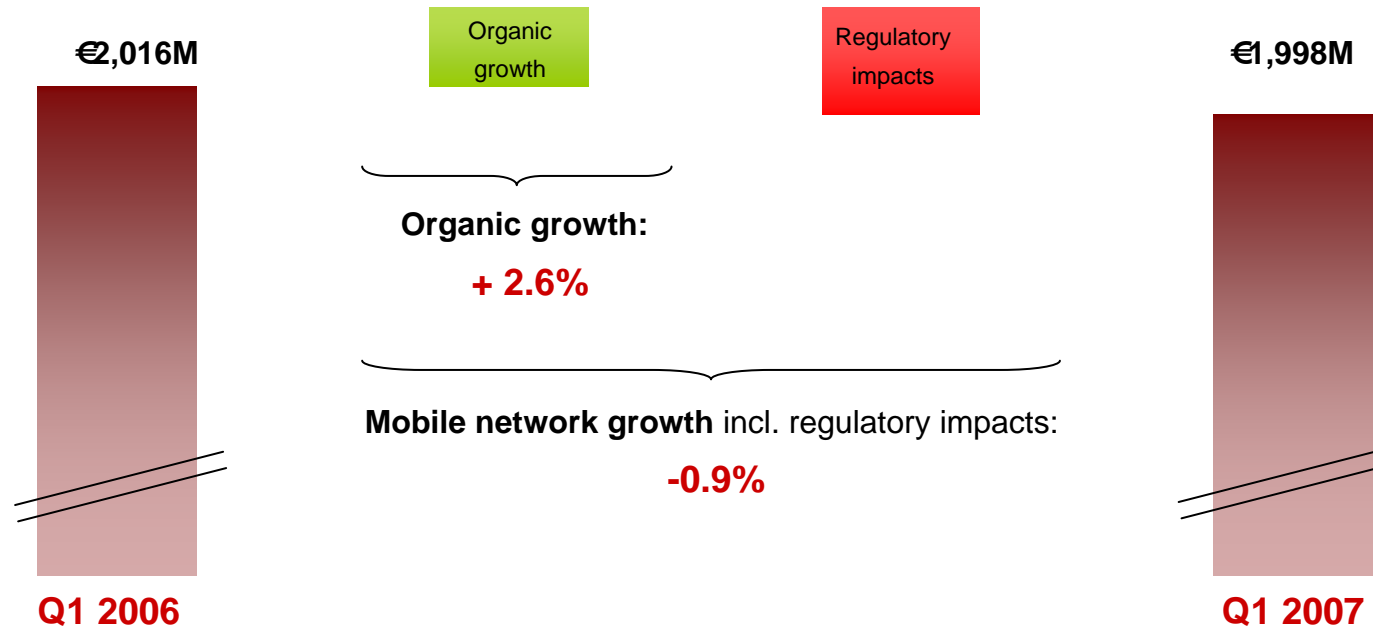 €2,016M
Organic
growth
Regulatory
impacts
€1,998M
Organic growth:
+ 2.6%
Mobile network growth incl. regulatory impacts:
-0.9%
Q1 2006
Q1 2007